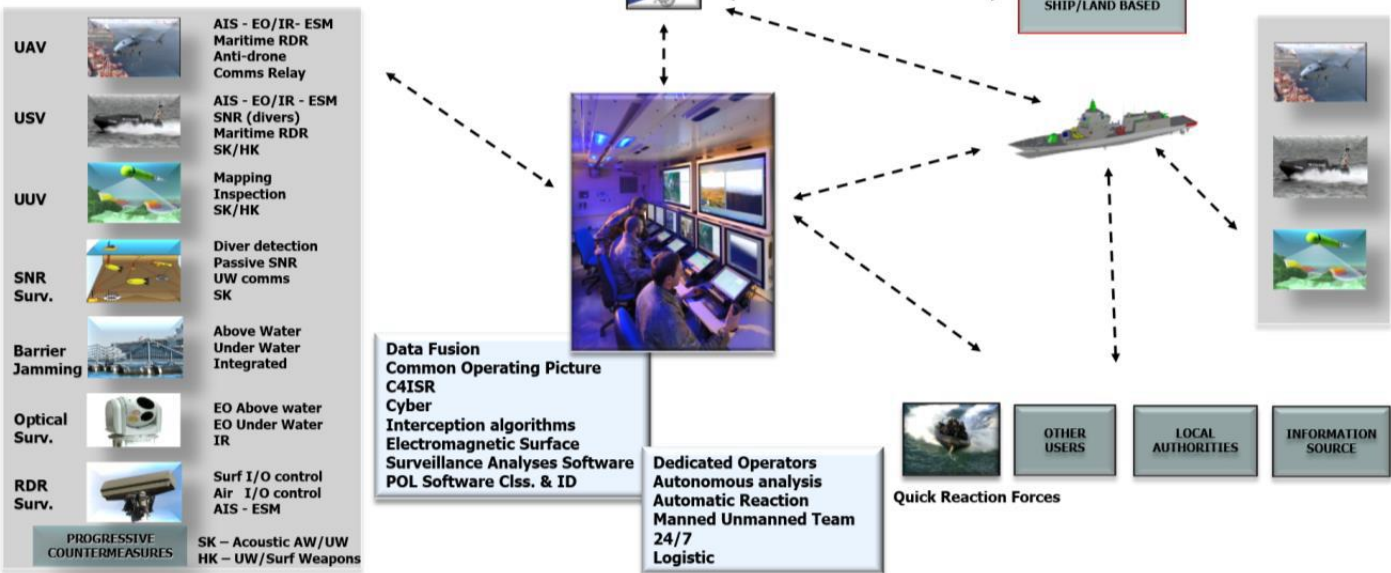 SHIP/LAND BASED
UAV
AIS - EO/IR- ESM
Maritime RDR
Anti-drone
Comms Relay
USV
AIS - EO/IR - ESM
SNR (divers)
Maritime RDR
SK/HK
UUV
Mapping
Inspection
SK/HK
SNR
Surv.
Diver detection
Passive SNR
UW comms
SK
Barrier
Jamming
Above Water
Under Water
Integrated
Optical
Surv.
EO Above water
EO Under Water
IR
RDR
Surv.
Surf I/O control
Air I/O control
AIS - ESM
PROGRESSIVE
COUNTERMEASURES
SK – Acoustic AW/UW
HK – UW/Surf Weapons
Data Fusion
Common Operating Picture
C4ISR
Cyber
Interception algorithms
Electromagnetic Surface
Surveillance Analyses Software
POL Software Clss. & ID
Dedicated Operators
Autonomous analysis
Automatic Reaction
Manned Unmanned Team
24/7
Logistic
Quick Reaction Forces
OTHER
USERS
LOCAL
AUTHORITIES
INFORMATION
SOURCE